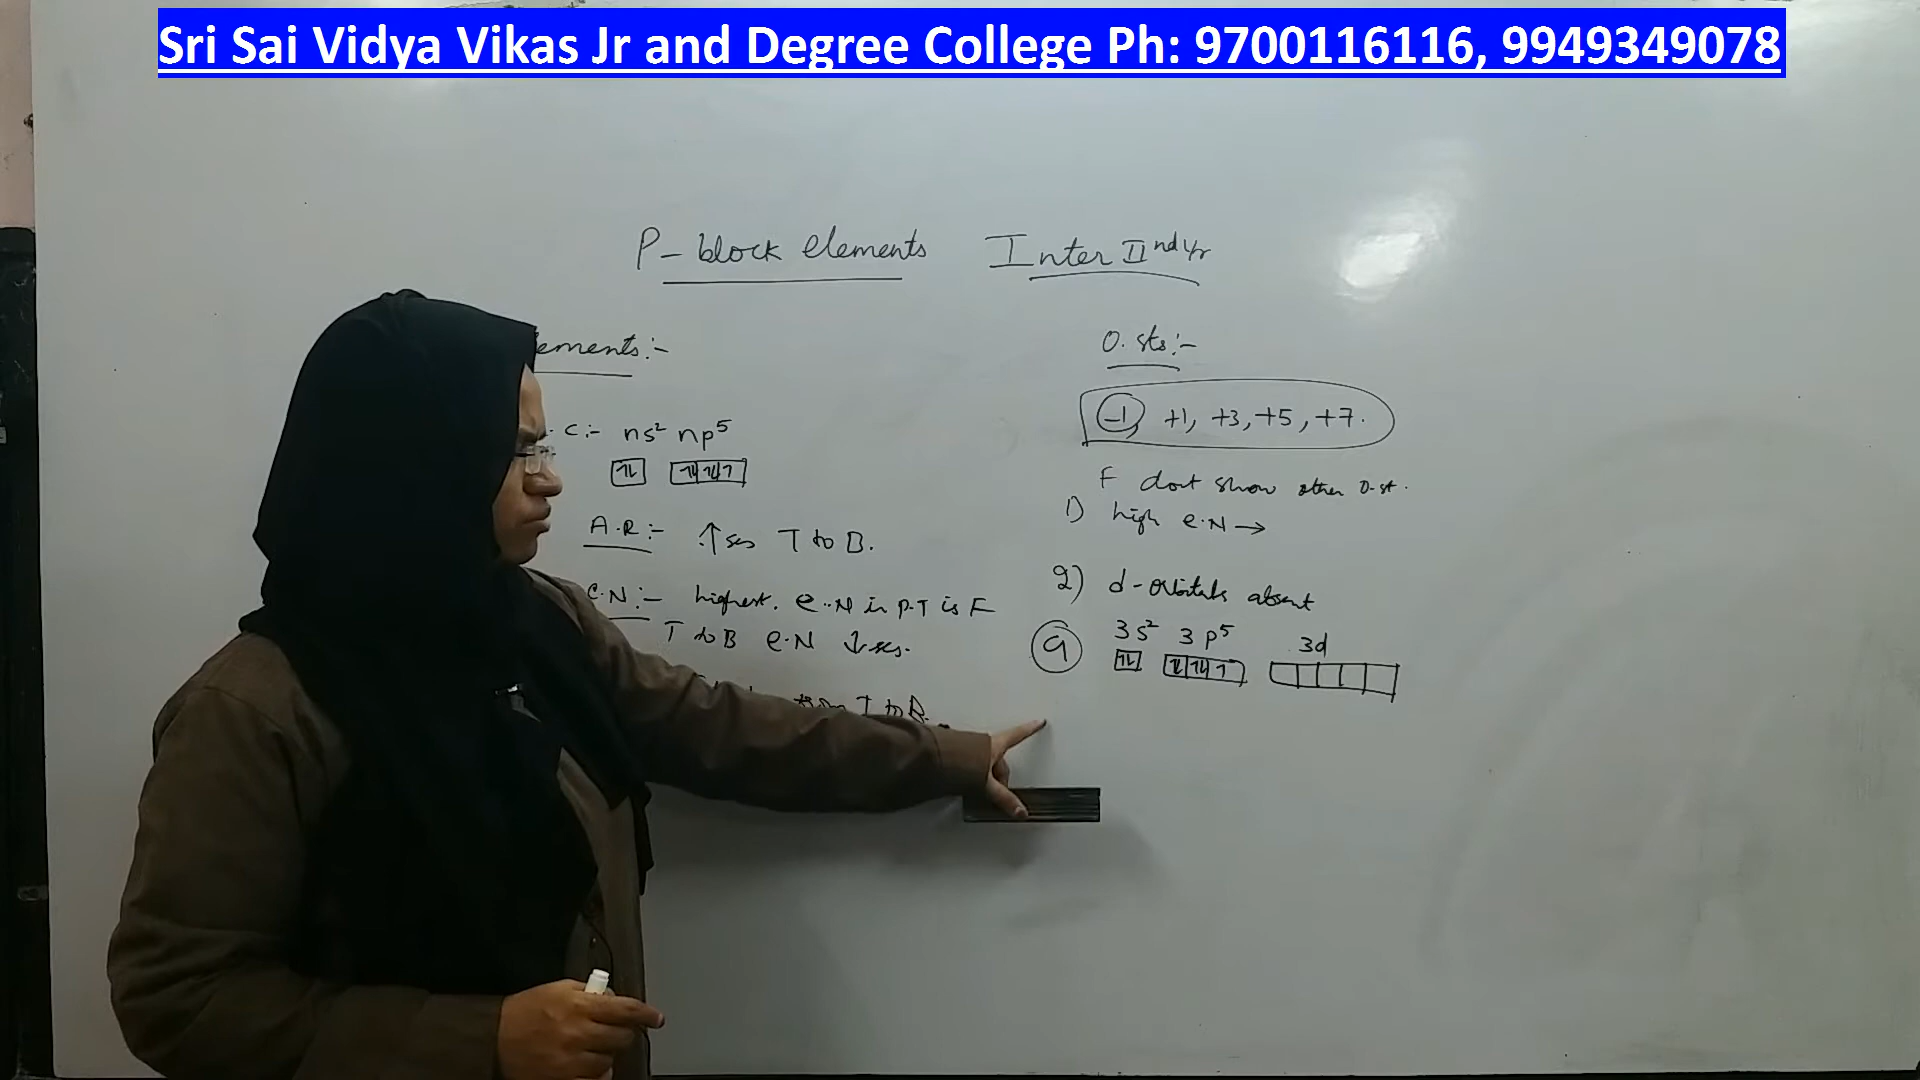 Sri Sai Vidya Vikas Jr and Degree College Ph: 9700116116, 9949349078
P-block elements Inter IInd yr
ements:-
. C:- ns² np⁵
A.R:- ↑ses T to B.
E.N:- highest. e.N in P.T is F
T to B e.N ↓ses.
from T to B.
O. sts:-
-1, +1, +3, +5, +7.
F dont show other o.st.
1) high e.N →
2) d-orbitals absent
3s² 3p⁵ 3d